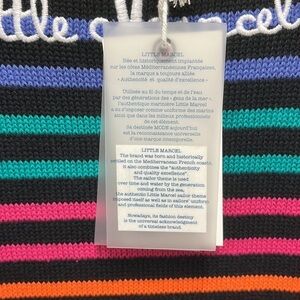 LITTLE MARCEL
Née et historiquement implantée
sur les côtes Méditerranéennes Françaises,
la marque a toujours alliée
« Authenticité et qualité d'excellence »
Utilisée au fil du temps et de l'eau
par des générations des « gens de la mer »,
l'authentique marinière Little Marcel
a su s'imposer comme uniforme des marins
ainsi que dans les milieux professionnels
de cet élément.
Sa destinée MODE aujourd'hui
est la reconnaissance universelle
d'une marque intemporelle.
LITTLE MARCEL
The brand was born and historically
settled on the Mediterranean French coasts,
it also combines the "authenticity
and quality excellence".
The sailor theme is used
over time and water by the generation
coming from the sea,
the authentic Little Marcel sailor theme
imposed itself as well as in sailors' uniform
and professional fields of this element.
Nowadays, its fashion destiny
is the universal acknowledgment
of a timeless brand.